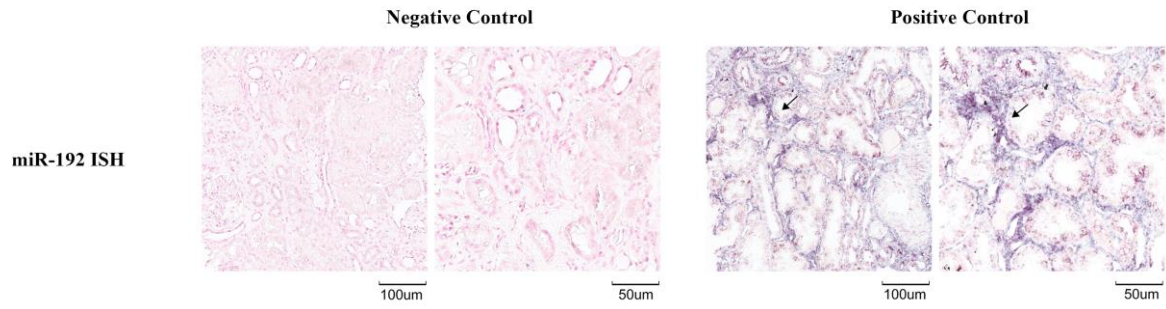 Negative Control
Positive Control
miR-192 ISH
100um
50um
100um
50um